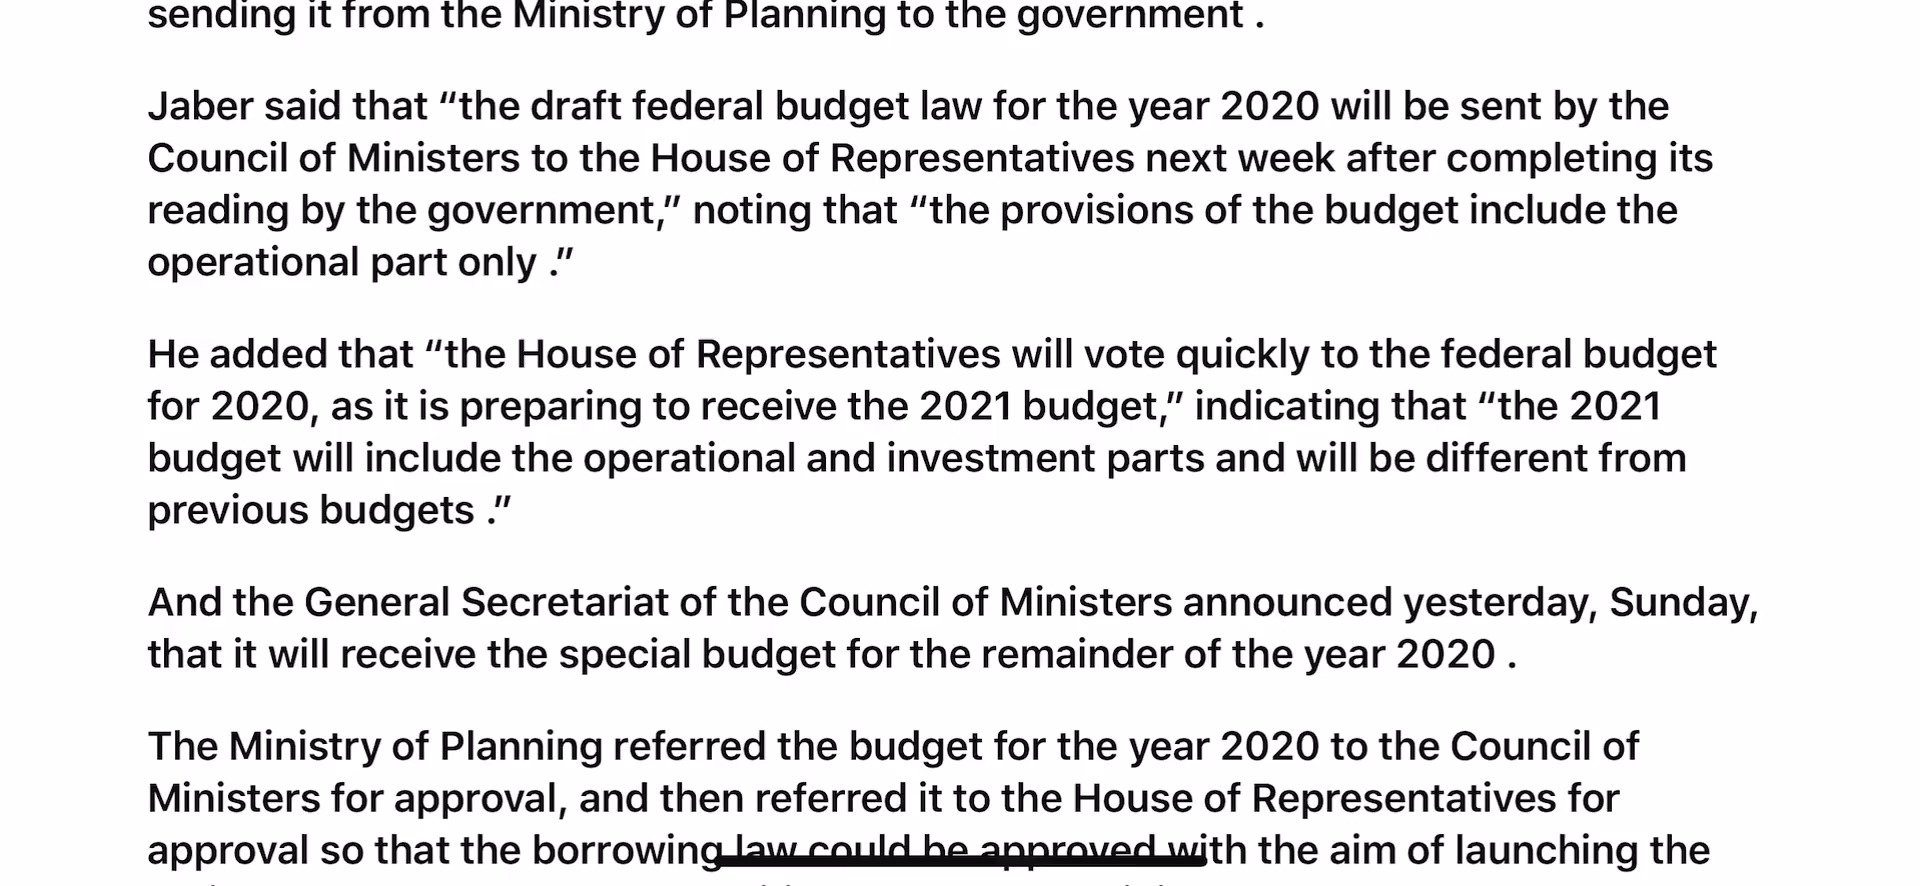 sending it from the Ministry of Planning to the government .
Jaber said that “the draft federal budget law for the year 2020 will be sent by the
Council of Ministers to the House of Representatives next week after completing its
reading by the government,” noting that “the provisions of the budget include the
operational part only .”
He added that “the House of Representatives will vote quickly to the federal budget
for 2020, as it is preparing to receive the 2021 budget,” indicating that “the 2021
budget will include the operational and investment parts and will be different from
previous budgets .”
And the General Secretariat of the Council of Ministers announced yesterday, Sunday,
that it will receive the special budget for the remainder of the year 2020 .
The Ministry of Planning referred the budget for the year 2020 to the Council of
Ministers for approval, and then referred it to the House of Representatives for
approval so that the borrowing law could be approved with the aim of launching the